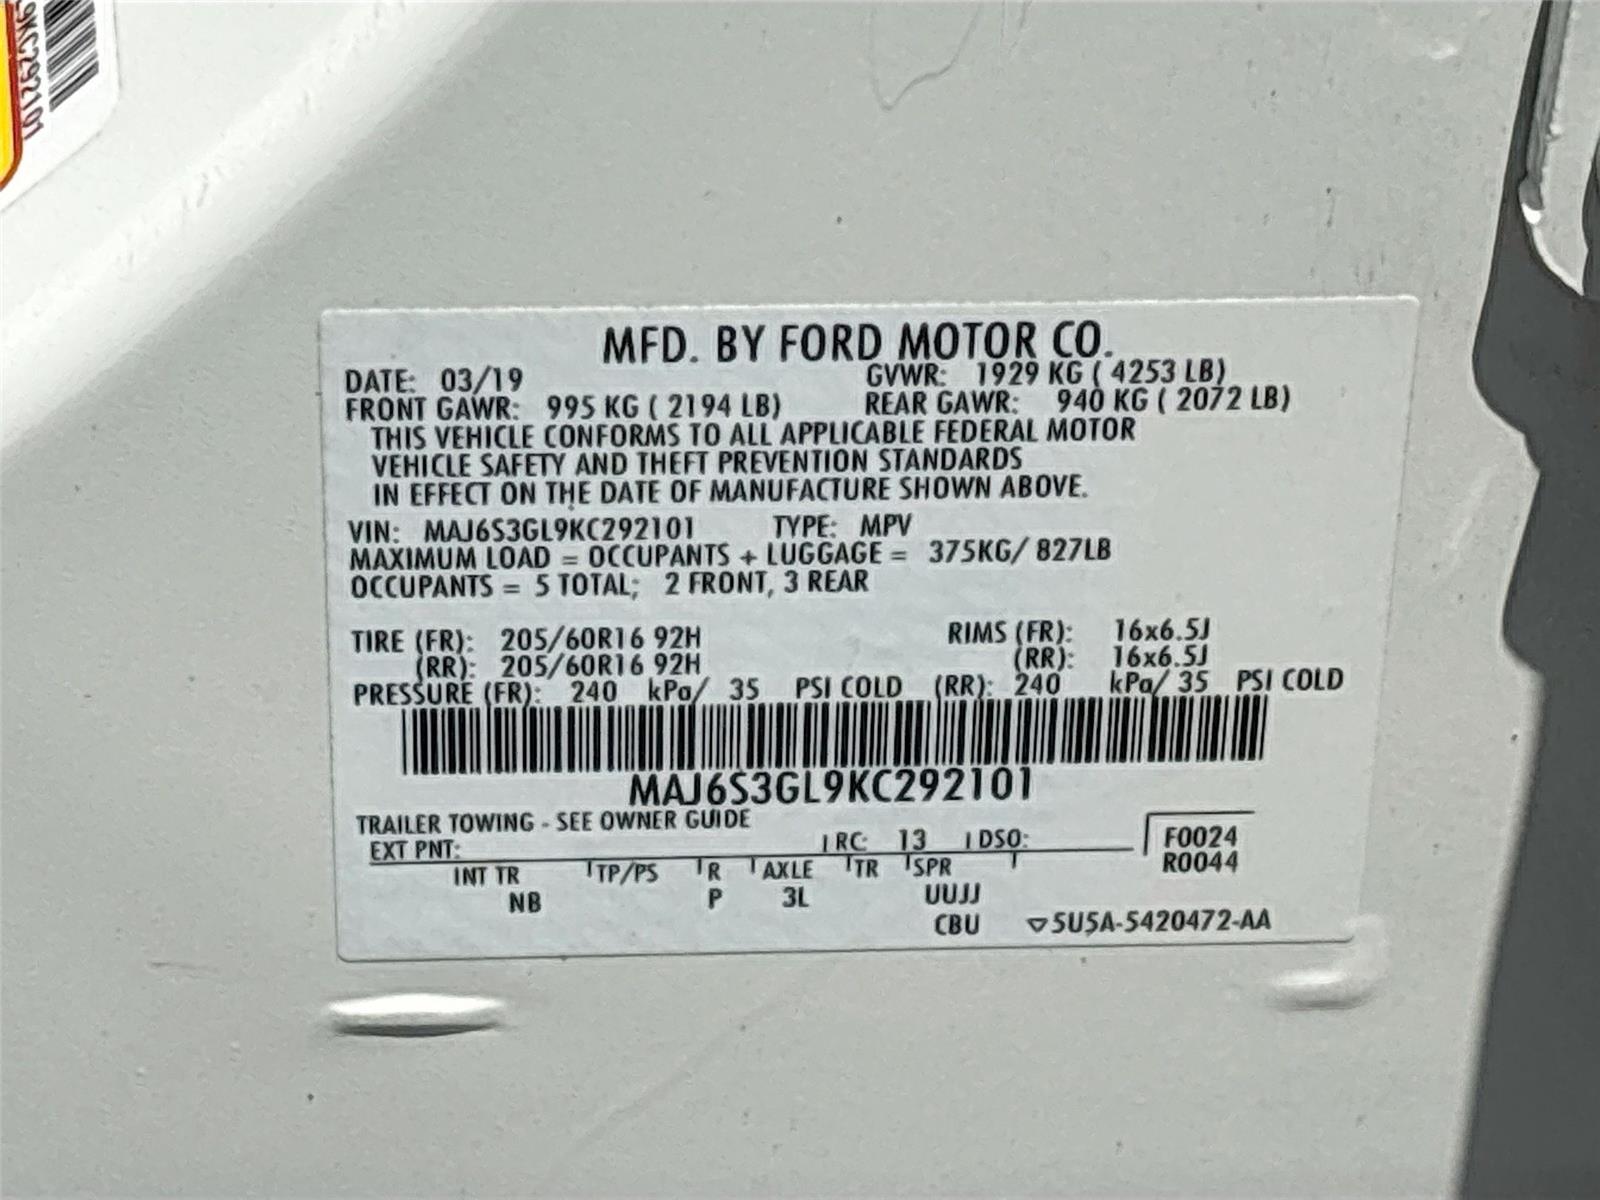 9KC292101
MFD. BY FORD MOTOR CO.
DATE: 03/19 GVWR: 1929 KG ( 4253 LB)
FRONT GAWR: 995 KG ( 2194 LB) REAR GAWR: 940 KG ( 2072 LB)
THIS VEHICLE CONFORMS TO ALL APPLICABLE FEDERAL MOTOR
VEHICLE SAFETY AND THEFT PREVENTION STANDARDS
IN EFFECT ON THE DATE OF MANUFACTURE SHOWN ABOVE.
VIN: MAJ6S3GL9KC292101 TYPE: MPV
MAXIMUM LOAD = OCCUPANTS + LUGGAGE = 375KG/ 827LB
OCCUPANTS = 5 TOTAL; 2 FRONT, 3 REAR
TIRE (FR): 205/60R16 92H RIMS (FR): 16x6.5J
(RR): 205/60R16 92H (RR): 16x6.5J
PRESSURE (FR): 240 kPa/ 35 PSI COLD (RR): 240 kPa/ 35 PSI COLD
MAJ6S3GL9KC292101
TRAILER TOWING - SEE OWNER GUIDE
EXT PNT: RC: 13 DSO: F0024
R0044
INT TR TP/PS R AXLE TR SPR
NB P 3L UUJJ
CBU 5U5A-5420472-AA